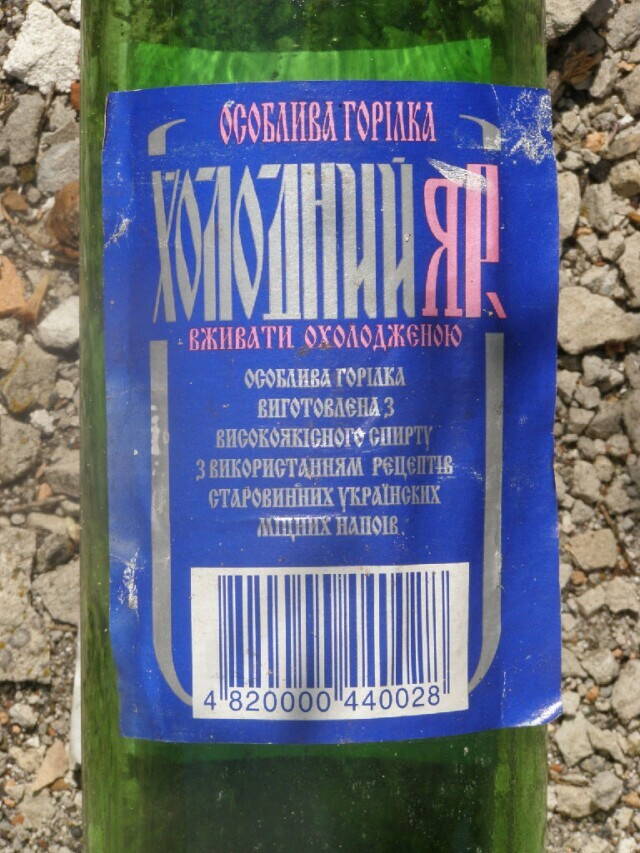 ОСОБЛИВА ГОРІЛКА
ХОЛОДНИЙ ЯР
ВЖИВАТИ ОХОЛОДЖЕНОЮ
ОСОБЛИВА ГОРІЛКА
ВИГОТОВЛЕНА З
ВИСОКОЯКІСНОГО СПИРТУ
З ВИКОРИСТАННЯМ РЕЦЕПТІВ
СТАРОВИННИХ УКРАЇНСКИХ
МІЦНИХ НАПОЇВ
4 820000 440028